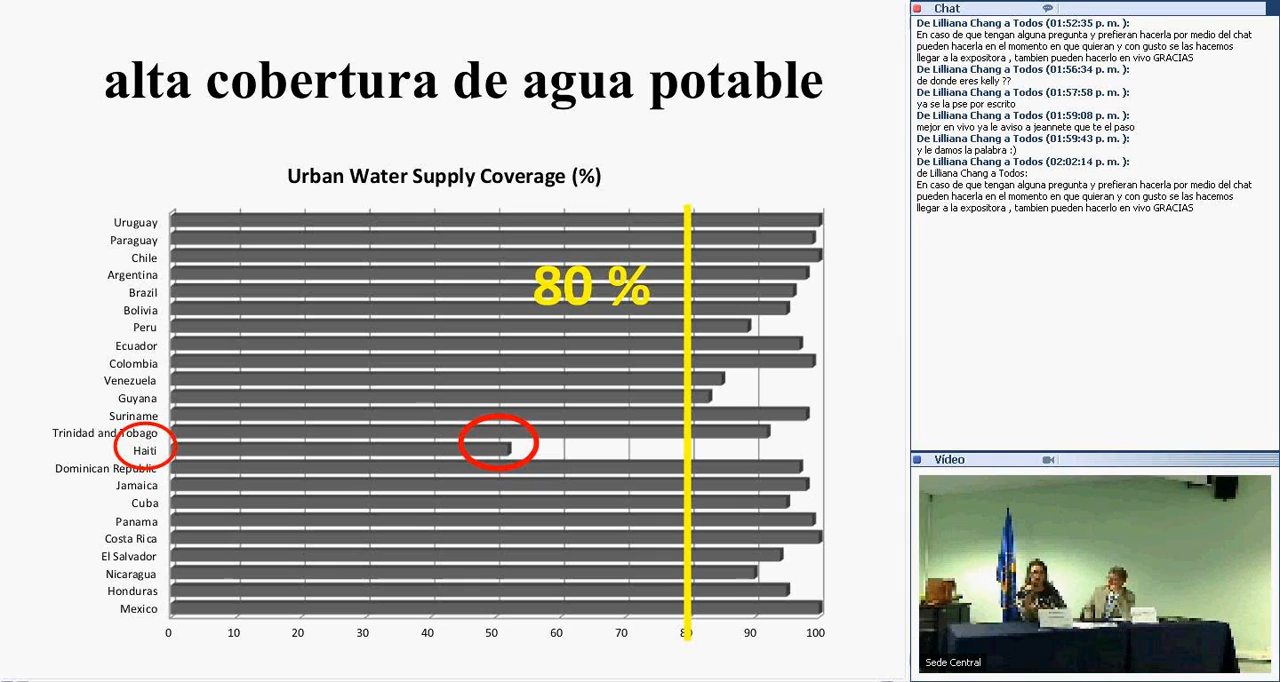 alta cobertura de agua potable
Urban Water Supply Coverage (%)
80 %
Uruguay
Paraguay
Chile
Argentina
Brazil
Bolivia
Peru
Ecuador
Colombia
Venezuela
Guyana
Suriname
Trinidad and Tobago
Haiti
Dominican Republic
Jamaica
Cuba
Panama
Costa Rica
El Salvador
Nicaragua
Honduras
Mexico
0 10 20 30 40 50 60 70 80 90 100
Chat
De Lilliana Chang a Todos (01:52:35 p. m. ):
En caso de que tengan alguna pregunta y prefieran hacerla por medio del chat
pueden hacerla en el momento en que quieran y con gusto se las hacemos
llegar a la expositora , tambien pueden hacerlo en vivo GRACIAS
De Lilliana Chang a Todos (01:56:34 p. m. ):
de donde eres kelly ??
De Lilliana Chang a Todos (01:57:58 p. m. ):
ya se la pse por escrito
De Lilliana Chang a Todos (01:59:08 p. m. ):
mejor en vivo ya le aviso a jeannete que te el paso
De Lilliana Chang a Todos (01:59:43 p. m. ):
y le damos la palabra :)
De Lilliana Chang a Todos (02:02:14 p. m. ):
de Lilliana Chang a Todos:
En caso de que tengan alguna pregunta y prefieran hacerla por medio del chat
pueden hacerla en el momento en que quieran y con gusto se las hacemos
llegar a la expositora , tambien pueden hacerlo en vivo GRACIAS
Vídeo
Sede Central